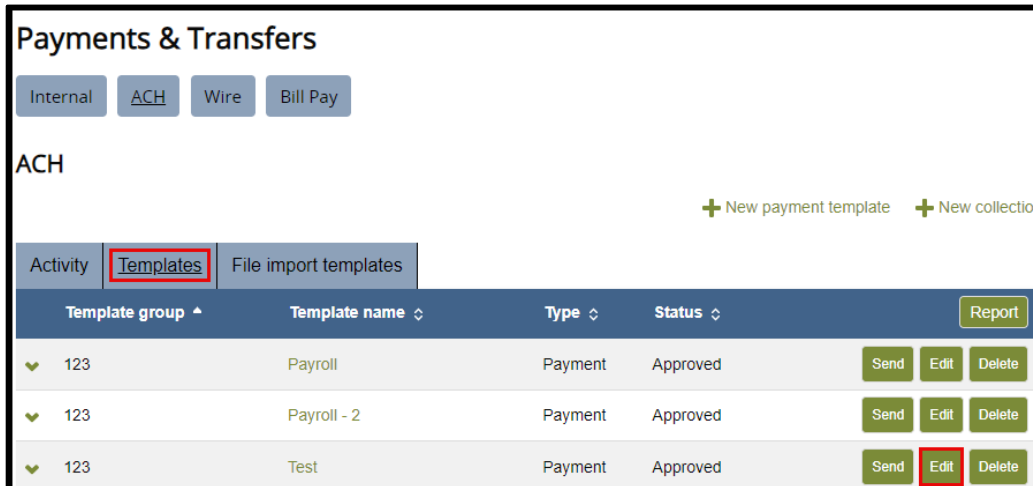 Payments & Transfers
Internal ACH Wire Bill Pay
ACH
New payment template New collectio
Activity Templates File import templates
Template group Template name Type Status Report
123 Payroll Payment Approved Send Edit Delete
123 Payroll - 2 Payment Approved Send Edit Delete
123 Test Payment Approved Send Edit Delete